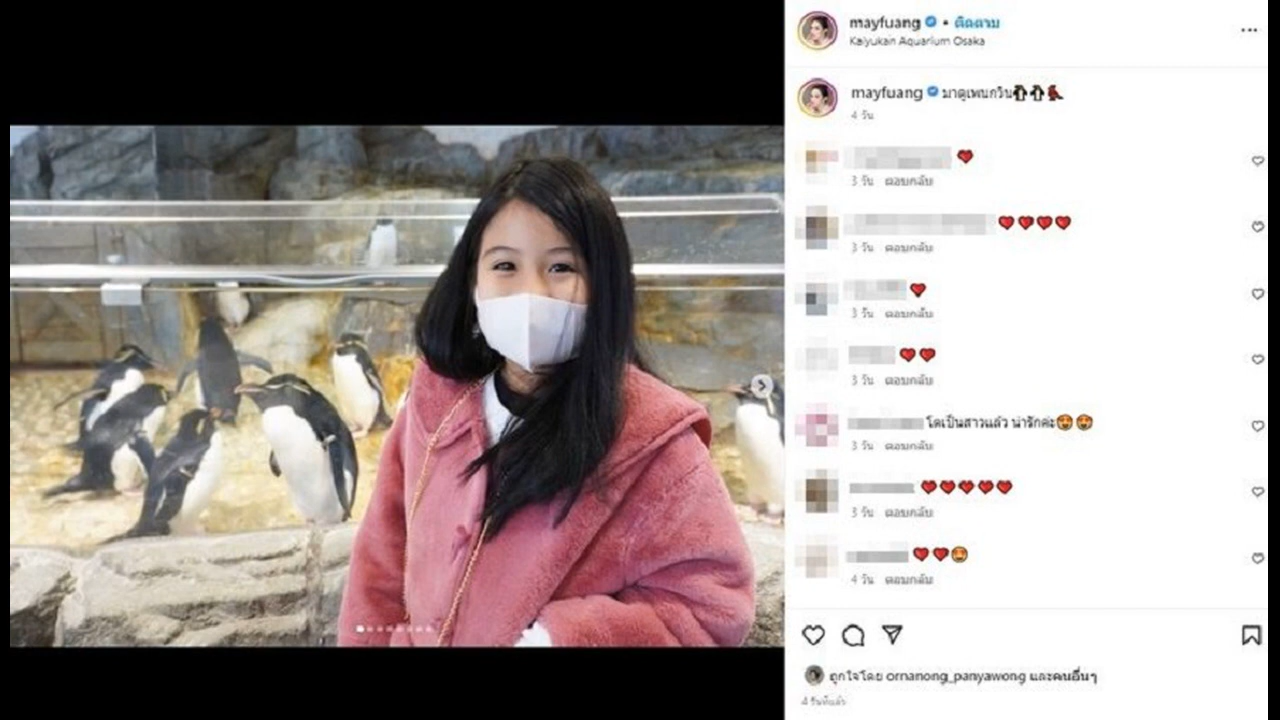 mayfuang • ติดตาม
Kaiyukan Aquarium Osaka
mayfuang มาดูเพนกวิน🐧🐧💃
4 วัน
❤️
3 วัน ตอบกลับ
❤️❤️❤️❤️
3 วัน ตอบกลับ
❤️
3 วัน ตอบกลับ
❤️❤️
3 วัน ตอบกลับ
โตเป็นสาวแล้ว น่ารักค่ะ😍😍
3 วัน ตอบกลับ
❤️❤️❤️❤️❤️
3 วัน ตอบกลับ
❤️❤️😍
4 วัน ตอบกลับ
ถูกใจโดย ornanong_panyawong และคนอื่นๆ
4 วันที่แล้ว